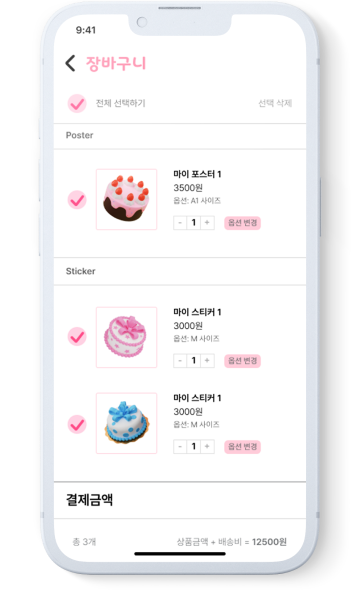 9:41
장바구니
전체 선택하기 선택 삭제
Poster
마이 포스터 1
3500원
옵션: A1 사이즈
- 1 + 옵션 변경
Sticker
마이 스티커 1
3000원
옵션: M 사이즈
- 1 + 옵션 변경
마이 스티커 1
3000원
옵션: M 사이즈
- 1 + 옵션 변경
결제금액
총 3개 상품금액 + 배송비 = 12500원